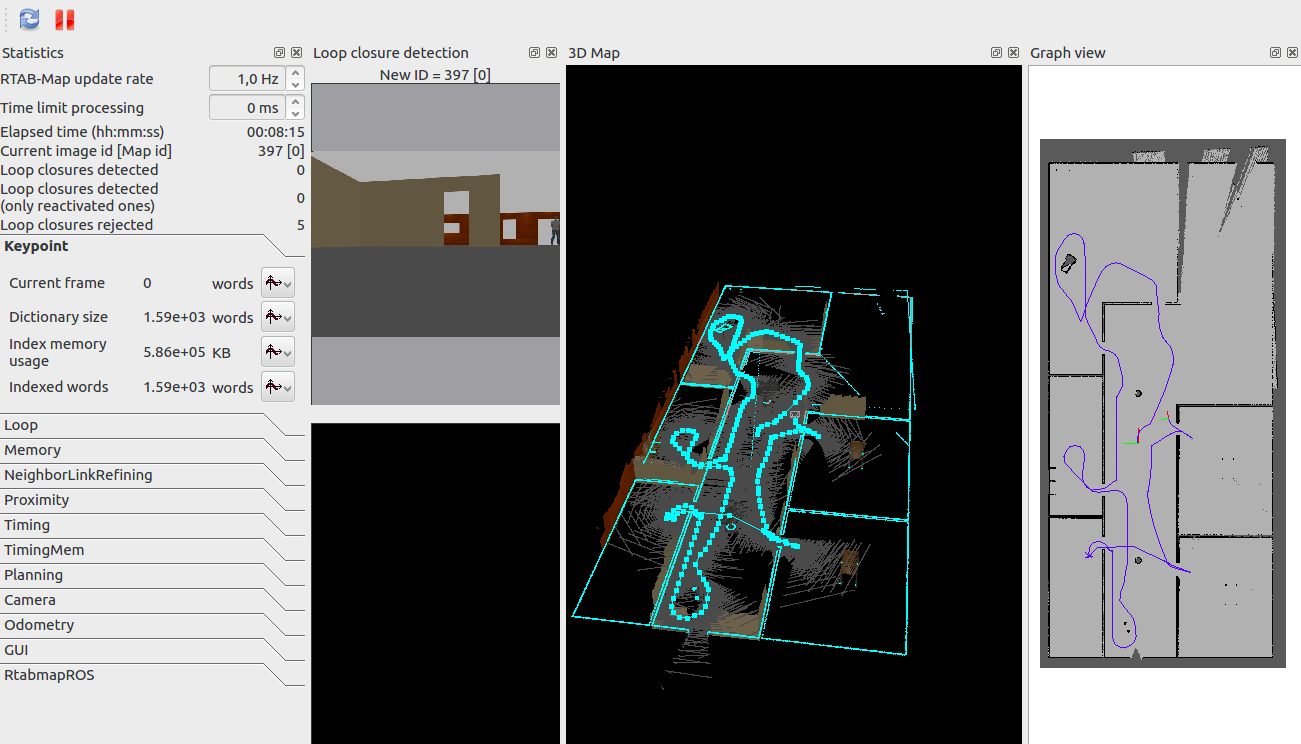 Statistics
RTAB-Map update rate 1,0 Hz
Time limit processing 0 ms
Elapsed time (hh:mm:ss) 00:08:15
Current image id [Map id] 397 [0]
Loop closures detected 0
Loop closures detected
(only reactivated ones) 0
Loop closures rejected 5
Keypoint
Current frame 0 words
Dictionary size 1.59e+03 words
Index memory
usage 5.86e+05 KB
Indexed words 1.59e+03 words
Loop
Memory
NeighborLinkRefining
Proximity
Timing
TimingMem
Planning
Camera
Odometry
GUI
RtabmapROS
Loop closure detection
New ID = 397 [0]
3D Map
Graph view